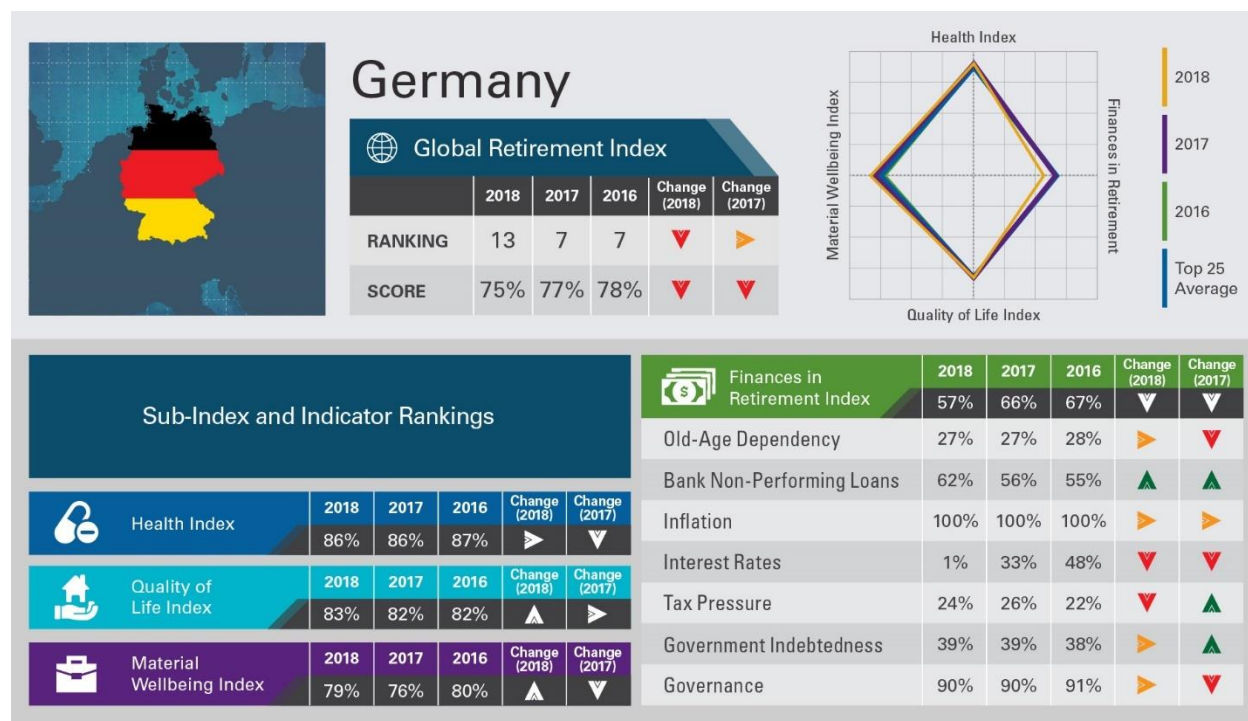 Germany
Global Retirement Index
2018 2017 2016 Change (2018) Change (2017)
RANKING 13 7 7
SCORE 75% 77% 78%
Health Index
Finances in Retirement
Quality of Life Index
Material Wellbeing Index
2018
2017
2016
Top 25
Average
Sub-Index and Indicator Rankings
Health Index
2018 2017 2016 Change (2018) Change (2017)
86% 86% 87%
Quality of
Life Index
2018 2017 2016 Change (2018) Change (2017)
83% 82% 82%
Material
Wellbeing Index
2018 2017 2016 Change (2018) Change (2017)
79% 76% 80%
$
Finances in
Retirement Index
2018 2017 2016 Change (2018) Change (2017)
57% 66% 67%
Old-Age Dependency 27% 27% 28%
Bank Non-Performing Loans 62% 56% 55%
Inflation 100% 100% 100%
Interest Rates 1% 33% 48%
Tax Pressure 24% 26% 22%
Government Indebtedness 39% 39% 38%
Governance 90% 90% 91%